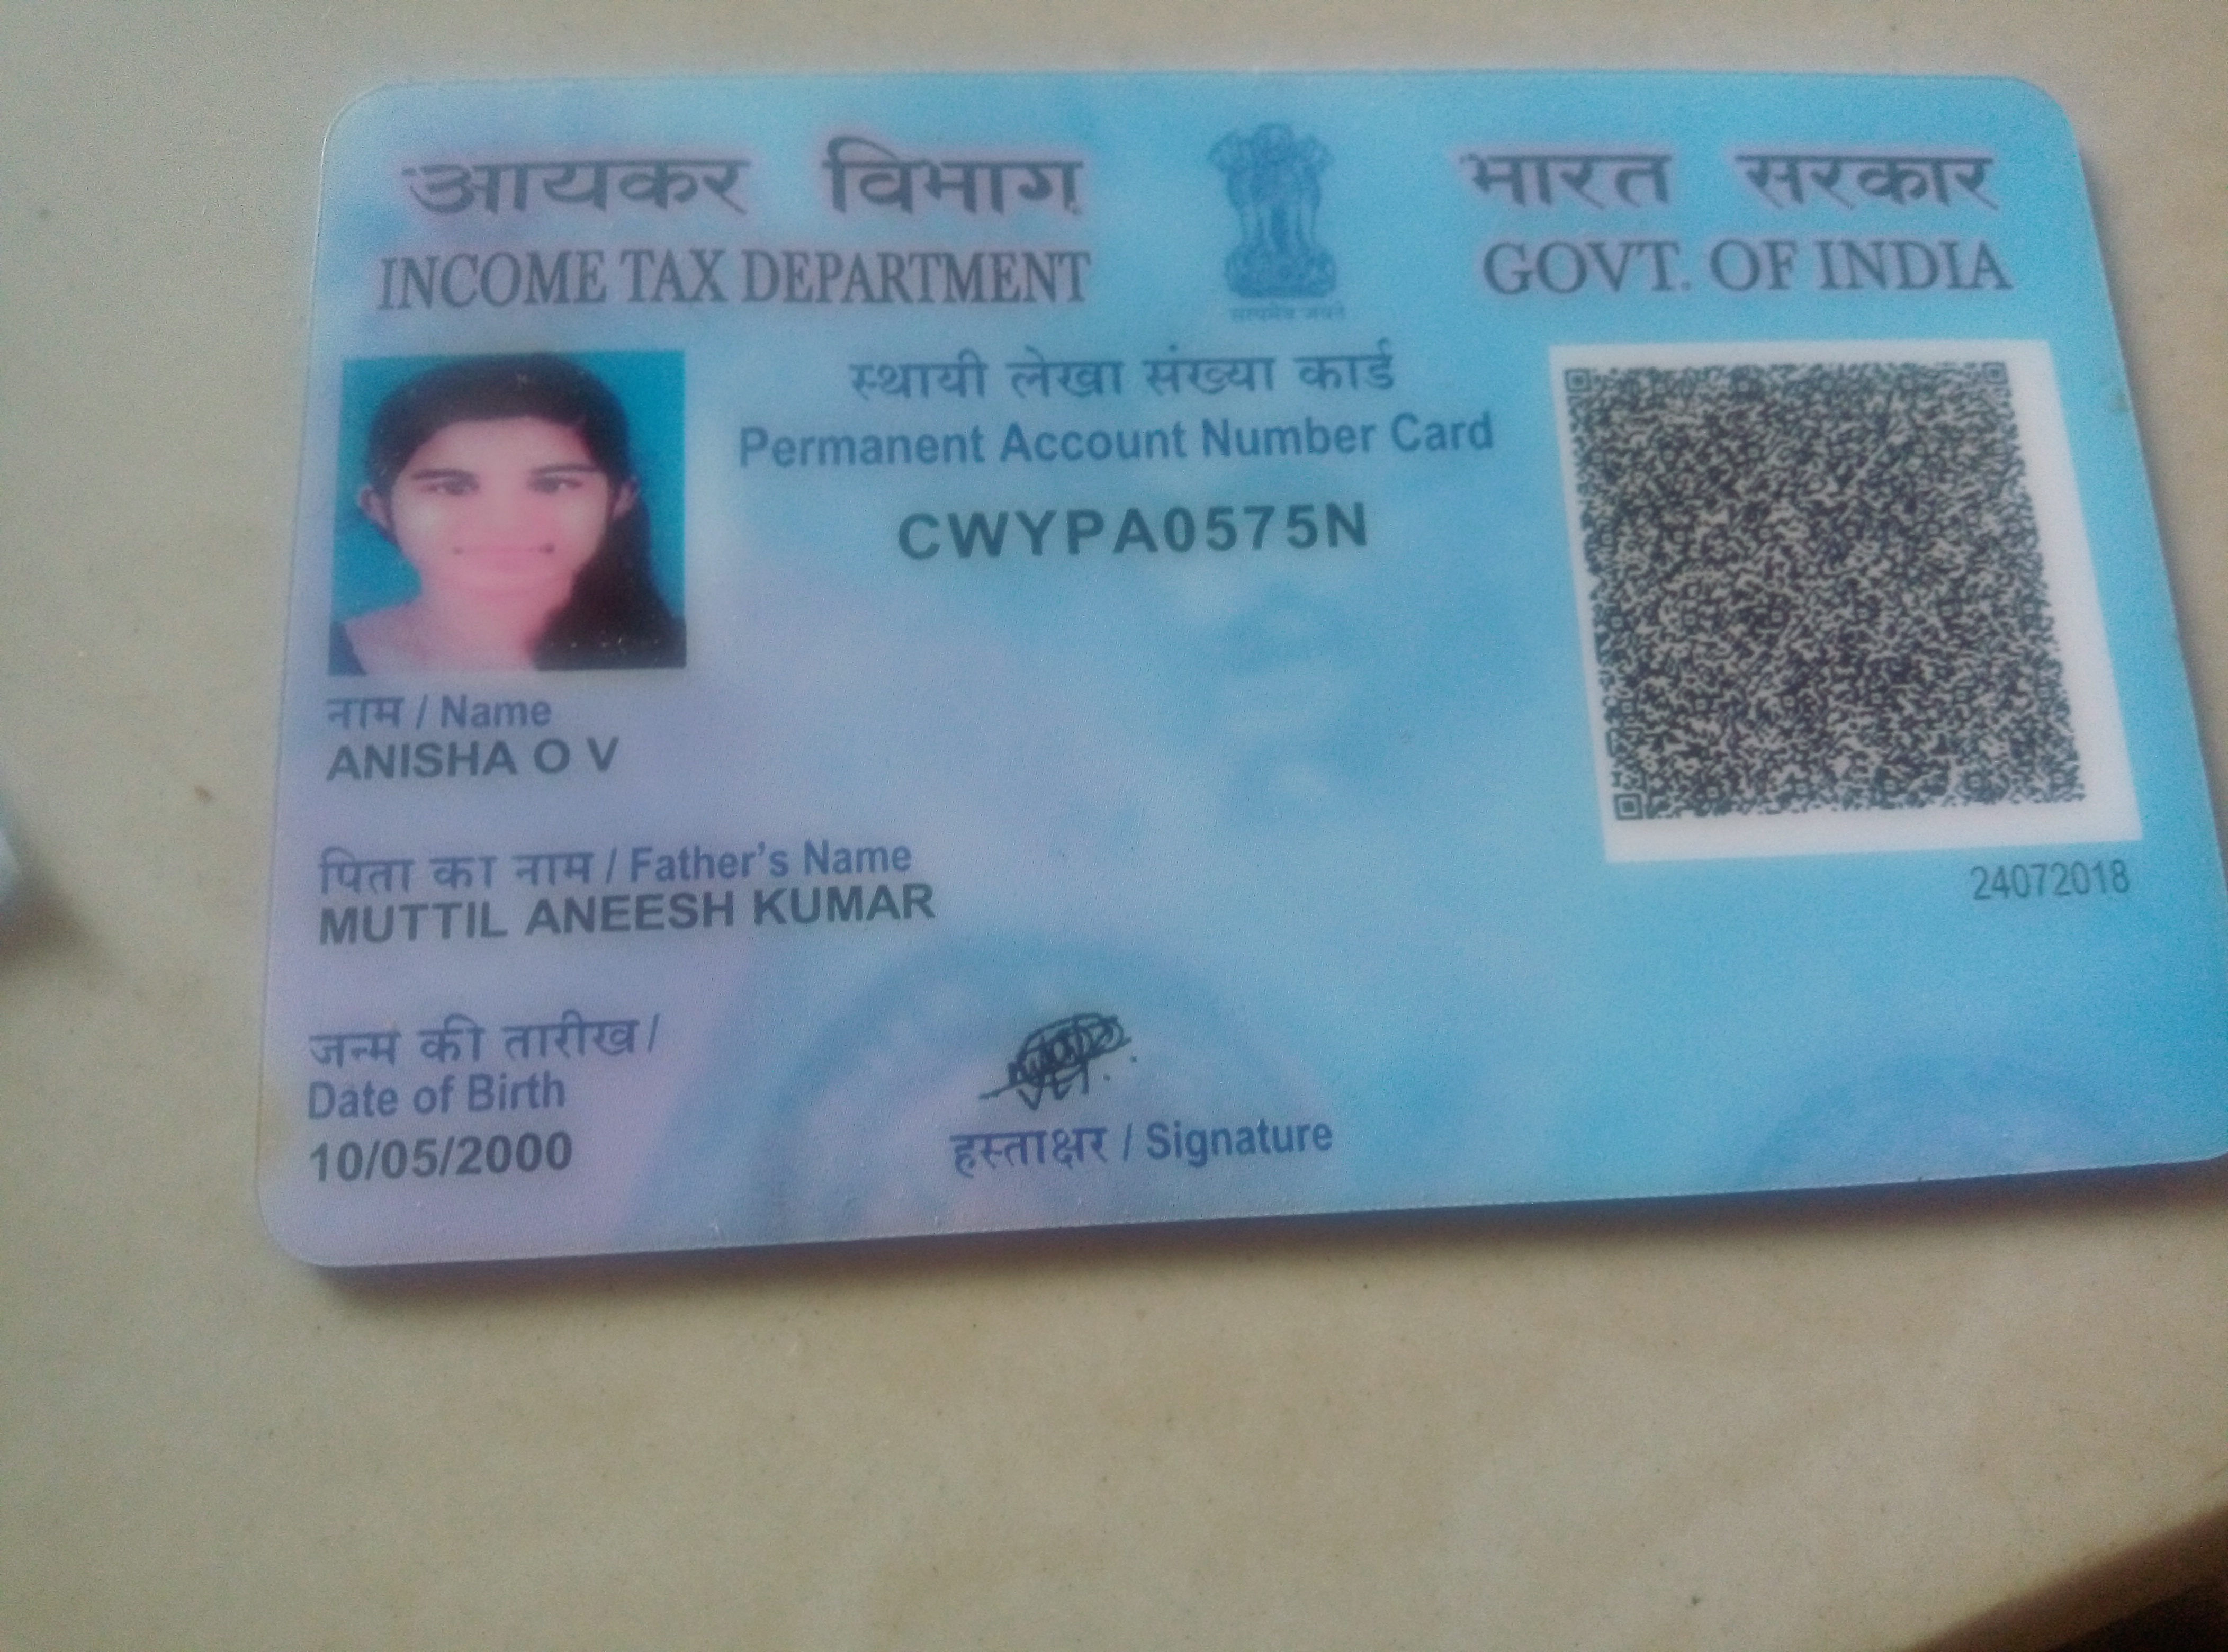 आयकर विभाग
INCOME TAX DEPARTMENT
सत्यमेव जयते
भारत सरकार
GOVT. OF INDIA
स्थायी लेखा संख्या कार्ड
Permanent Account Number Card
CWYPA0575N
नाम / Name
ANISHA O V
24072018
पिता का नाम / Father's Name
MUTTIL ANEESH KUMAR
जन्म की तारीख /
Date of Birth
10/05/2000
हस्ताक्षर / Signature